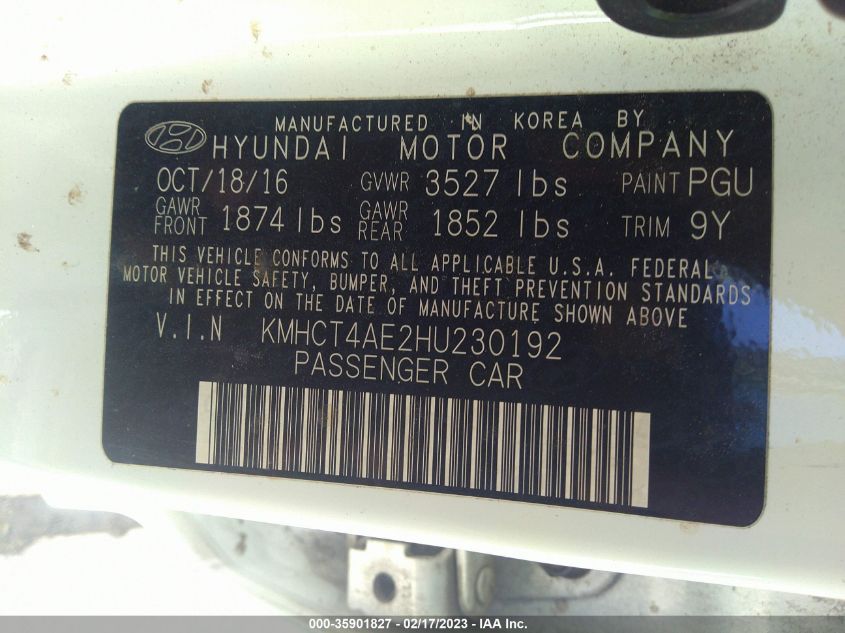 MANUFACTURED IN KOREA BY
HYUNDAI MOTOR COMPANY
OCT/18/16 GVWR 3527 lbs PAINT PGU
GAWR FRONT 1874 lbs GAWR REAR 1852 lbs TRIM 9Y
THIS VEHICLE CONFORMS TO ALL APPLICABLE U.S.A. FEDERAL
MOTOR VEHICLE SAFETY, BUMPER, AND THEFT PREVENTION STANDARDS
IN EFFECT ON THE DATE OF MANUFACTURE SHOWN ABOVE
V.I.N KMHCT4AE2HU230192
PASSENGER CAR
000-35901827 - 02/17/2023 - IAA Inc.